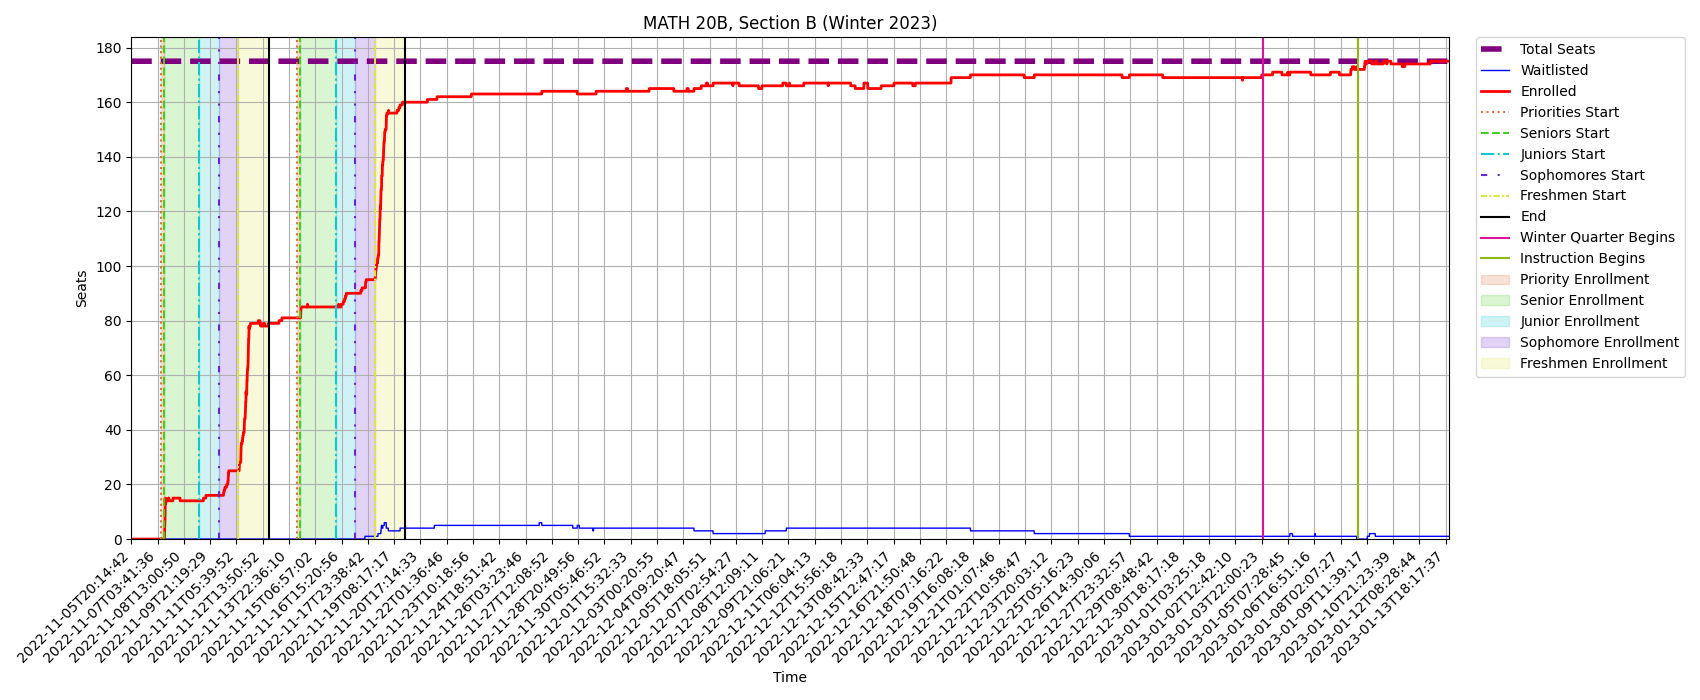 MATH 20B, Section B (Winter 2023)
180
160
140
120
100
80
60
40
20
0
Seats
2022-11-05T20:14:42
2022-11-07T03:41:36
2022-11-08T13:00:50
2022-11-09T21:19:29
2022-11-11T05:39:52
2022-11-12T13:50:52
2022-11-13T22:36:10
2022-11-15T06:57:02
2022-11-16T15:20:56
2022-11-17T23:38:42
2022-11-19T08:17:17
2022-11-20T17:14:33
2022-11-22T01:36:46
2022-11-23T10:18:56
2022-11-24T18:51:42
2022-11-26T03:23:46
2022-11-27T12:08:52
2022-11-28T20:49:56
2022-11-30T05:46:52
2022-12-01T15:32:33
2022-12-03T00:20:55
2022-12-04T09:20:47
2022-12-05T18:05:51
2022-12-07T02:54:27
2022-12-08T12:09:11
2022-12-09T21:06:21
2022-12-11T06:04:13
2022-12-12T15:56:18
2022-12-14T02:42:33
2022-12-15T12:47:17
2022-12-16T21:50:48
2022-12-18T07:16:22
2022-12-19T16:08:18
2022-12-21T01:07:46
2022-12-22T10:58:47
2022-12-23T20:03:12
2022-12-25T05:16:23
2022-12-26T14:30:06
2022-12-27T23:32:57
2022-12-29T08:48:42
2022-12-30T18:17:18
2023-01-01T03:25:18
2023-01-02T12:42:10
2023-01-03T22:00:23
2023-01-05T07:28:45
2023-01-06T16:51:16
2023-01-08T02:07:27
2023-01-09T11:39:17
2023-01-10T21:23:39
2023-01-12T08:28:44
2023-01-13T18:17:37
Time
Total Seats
Waitlisted
Enrolled
Priorities Start
Seniors Start
Juniors Start
Sophomores Start
Freshmen Start
End
Winter Quarter Begins
Instruction Begins
Priority Enrollment
Senior Enrollment
Junior Enrollment
Sophomore Enrollment
Freshmen Enrollment